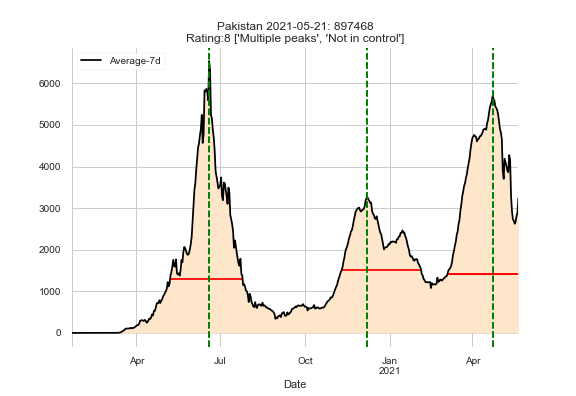 Pakistan 2021-05-21: 897468
Rating:8 ['Multiple peaks', 'Not in control']
Average-7d
6000
5000
4000
3000
2000
1000
0
Apr Jul Oct Jan Apr
2021
Date